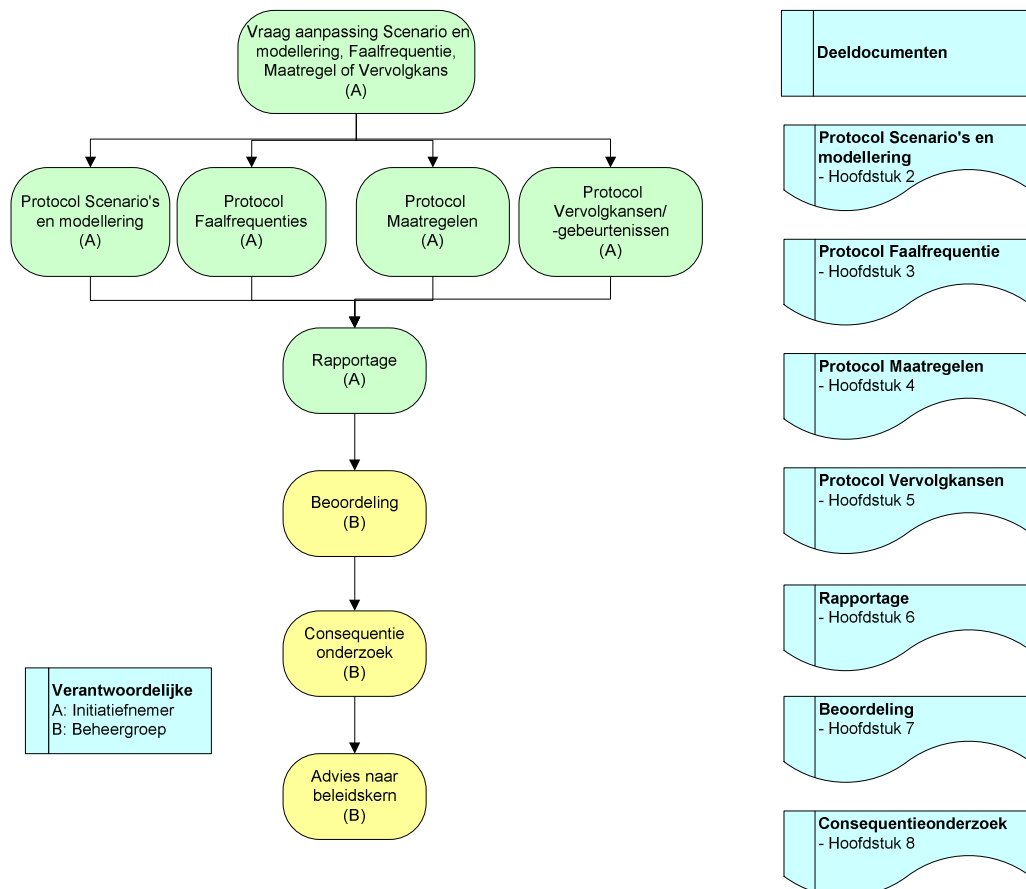 Vraag aanpassing Scenario en
modellering, Faalfrequentie,
Maatregel of Vervolgkans
(A)
Protocol Scenario's
en modellering
(A)
Protocol
Faalfrequenties
(A)
Protocol
Maatregelen
(A)
Protocol
Vervolgkansen/
-gebeurtenissen
(A)
Rapportage
(A)
Beoordeling
(B)
Consequentie
onderzoek
(B)
Advies naar
beleidskern
(B)
Verantwoordelijke
A: Initiatiefnemer
B: Beheergroep
Deeldocumenten
Protocol Scenario's en
modellering
- Hoofdstuk 2
Protocol Faalfrequentie
- Hoofdstuk 3
Protocol Maatregelen
- Hoofdstuk 4
Protocol Vervolgkansen
- Hoofdstuk 5
Rapportage
- Hoofdstuk 6
Beoordeling
- Hoofdstuk 7
Consequentieonderzoek
- Hoofdstuk 8